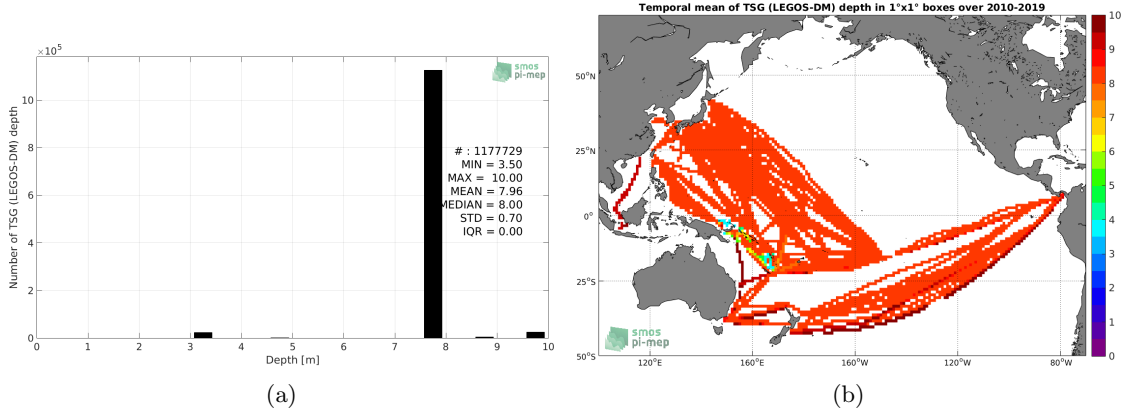 ×10⁵
10
8
6
4
2
0
Number of TSG (LEGOS-DM) depth
smos
pi-mep
# : 1177729
MIN = 3.50
MAX = 10.00
MEAN = 7.96
MEDIAN = 8.00
STD = 0.70
IQR = 0.00
0 1 2 3 4 5 6 7 8 9 10
Depth [m]
(a)
Temporal mean of TSG (LEGOS-DM) depth in 1°x1° boxes over 2010-2019
50°N
25°N
0°
25°S
50°S
smos
pi-mep
120°E 160°E 160°W 120°W 80°W
10
9
8
7
6
5
4
3
2
1
0
(b)